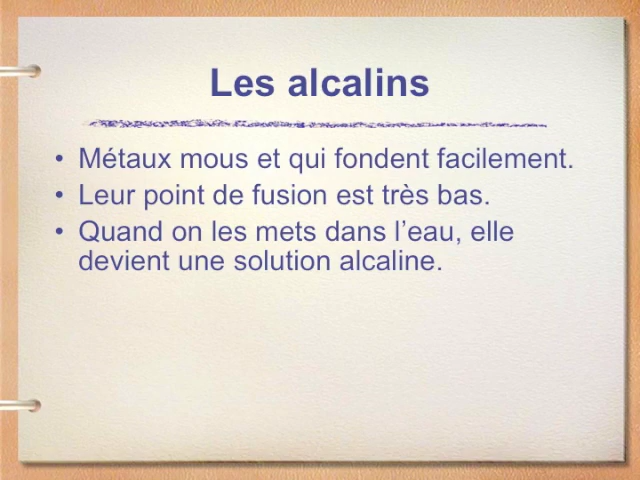 Les alcalins
• Métaux mous et qui fondent facilement.
• Leur point de fusion est très bas.
• Quand on les mets dans l’eau, elle
devient une solution alcaline.